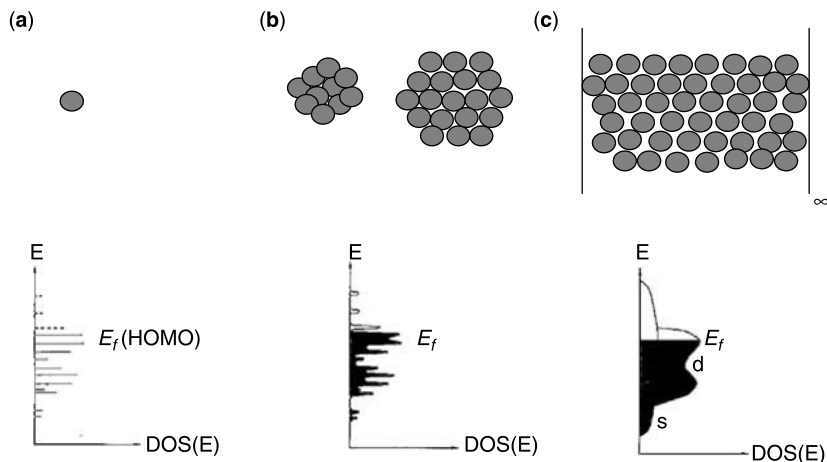 (a)
(b)
(c)
∞
E
E
E
E_f (HOMO)
E_f
E_f
d
s
DOS(E)
DOS(E)
DOS(E)